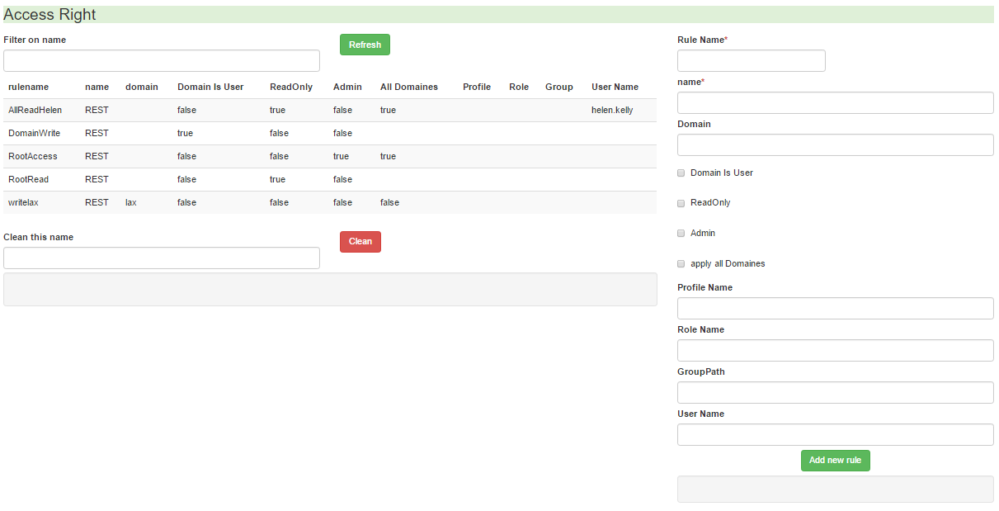 Access Right
Filter on name
Refresh
rulename name domain Domain Is User ReadOnly Admin All Domaines Profile Role Group User Name
AllReadHelen REST false true false true helen.kelly
DomainWrite REST true false false
RootAccess REST false false true true
RootRead REST false true false
writelax REST lax false false false false
Clean this name
Clean
Rule Name*
name*
Domain
Domain Is User
ReadOnly
Admin
apply all Domaines
Profile Name
Role Name
GroupPath
User Name
Add new rule